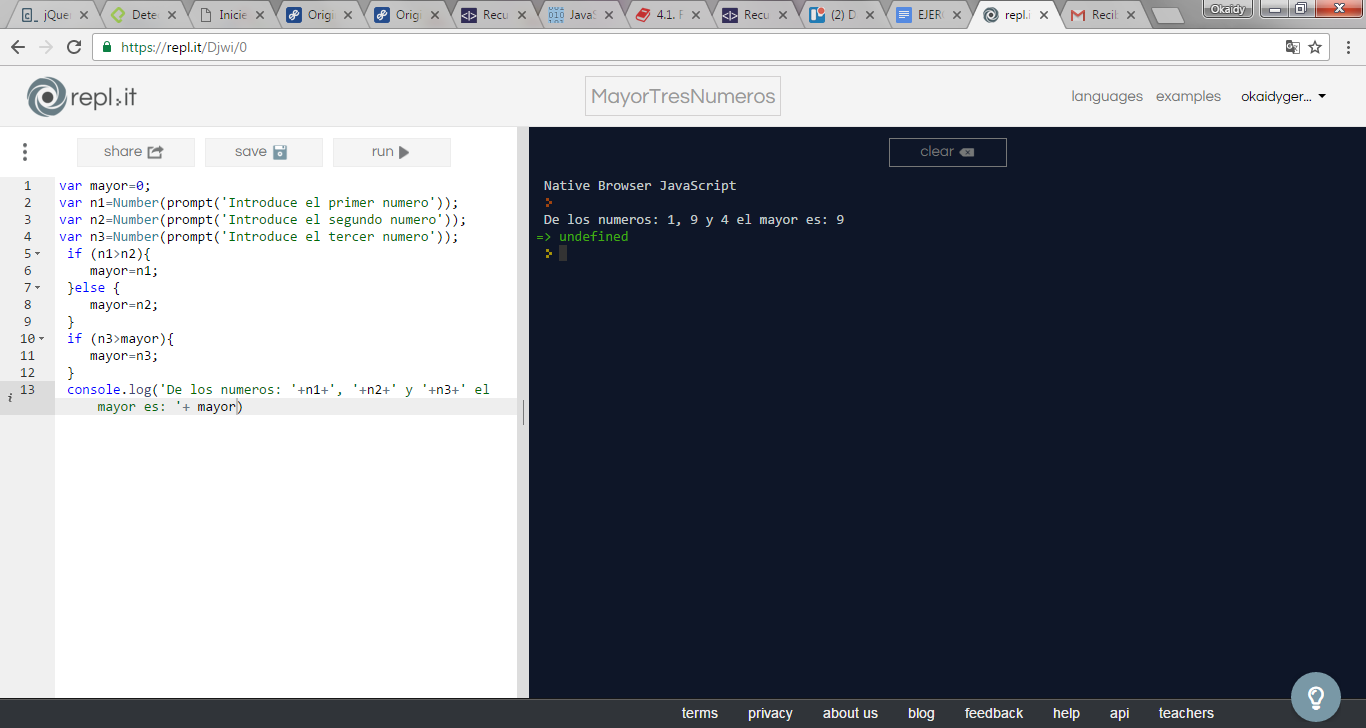 jQue
Dete
Inicie
Origi
Origi
Recu
JavaS
4.1. F
Recu
(2) D
EJER
repl.i
Recib
Okaidy
https://repl.it/Djwi/0
repl.it
MayorTresNumeros
languages examples okaidyger...
share save run
clear
1 var mayor=0;
2 var n1=Number(prompt('Introduce el primer numero'));
3 var n2=Number(prompt('Introduce el segundo numero'));
4 var n3=Number(prompt('Introduce el tercer numero'));
5 if (n1>n2){
6 mayor=n1;
7 }else {
8 mayor=n2;
9 }
10 if (n3>mayor){
11 mayor=n3;
12 }
13 console.log('De los numeros: '+n1+', '+n2+' y '+n3+' el
mayor es: '+ mayor)
Native Browser JavaScript
De los numeros: 1, 9 y 4 el mayor es: 9
=> undefined
terms privacy about us blog feedback help api teachers